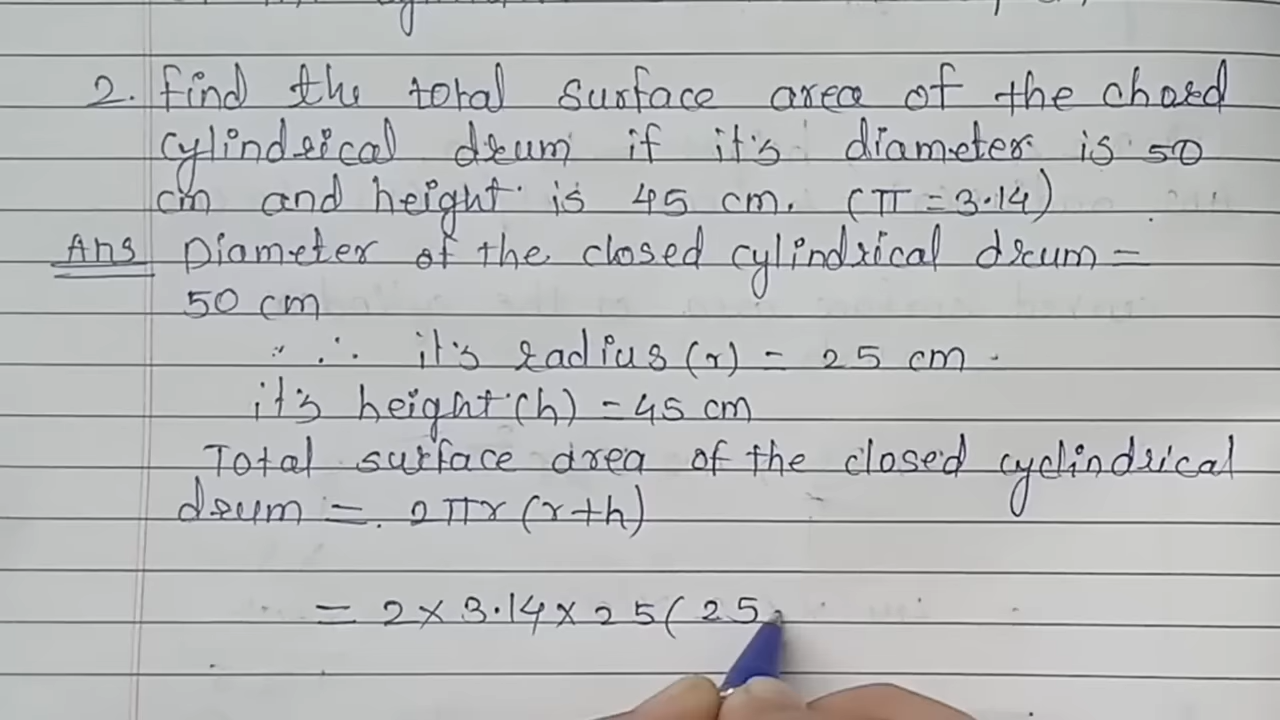 2. find the total surface area of the chosed
cylindrical drum if it's diameter is 50
cm and height is 45 cm. (π = 3.14)
Ans Diameter of the closed cylindrical drum =
50 cm
∴ it's radius (r) = 25 cm.
it's height (h) = 45 cm
Total surface area of the closed cyclindrical
drum = 2πr (r+h)
= 2 × 3.14 × 25 ( 25